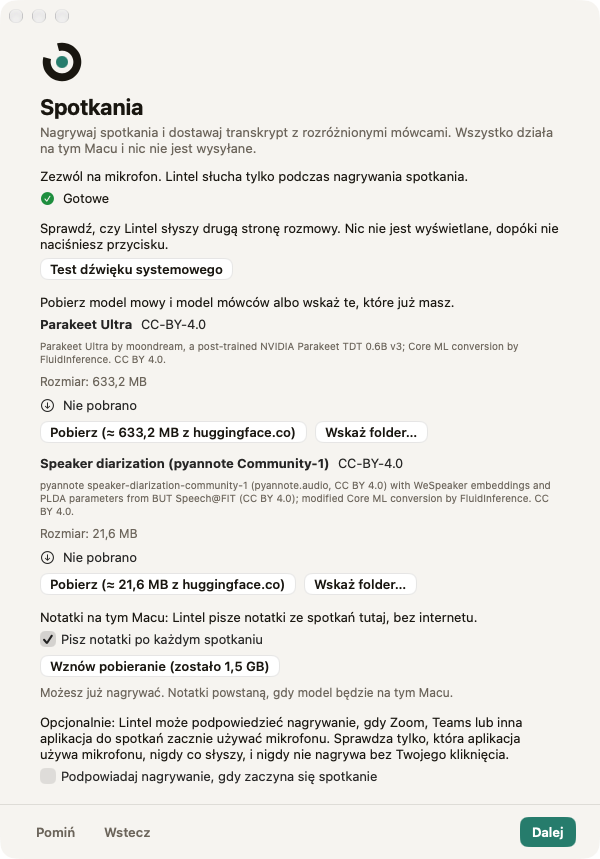 Spotkania
Nagrywaj spotkania i dostawaj transkrypt z rozróżnionymi mówcami. Wszystko działa
na tym Macu i nic nie jest wysyłane.
Zezwól na mikrofon. Lintel słucha tylko podczas nagrywania spotkania.
Gotowe
Sprawdź, czy Lintel słyszy drugą stronę rozmowy. Nic nie jest wyświetlane, dopóki nie
naciśniesz przycisku.
Test dźwięku systemowego
Pobierz model mowy i model mówców albo wskaż te, które już masz.
Parakeet Ultra CC-BY-4.0
Parakeet Ultra by moondream, a post-trained NVIDIA Parakeet TDT 0.6B v3; Core ML conversion by
FluidInference. CC BY 4.0.
Rozmiar: 633,2 MB
Nie pobrano
Pobierz (≈ 633,2 MB z huggingface.co) Wskaż folder...
Speaker diarization (pyannote Community-1) CC-BY-4.0
pyannote speaker-diarization-community-1 (pyannote.audio, CC BY 4.0) with WeSpeaker embeddings and
PLDA parameters from BUT Speech@FIT (CC BY 4.0); modified Core ML conversion by FluidInference. CC
BY 4.0.
Rozmiar: 21,6 MB
Nie pobrano
Pobierz (≈ 21,6 MB z huggingface.co) Wskaż folder...
Notatki na tym Macu: Lintel pisze notatki ze spotkań tutaj, bez internetu.
Pisz notatki po każdym spotkaniu
Wznów pobieranie (zostało 1,5 GB)
Możesz już nagrywać. Notatki powstaną, gdy model będzie na tym Macu.
Opcjonalnie: Lintel może podpowiedzieć nagrywanie, gdy Zoom, Teams lub inna
aplikacja do spotkań zacznie używać mikrofonu. Sprawdza tylko, która aplikacja
używa mikrofonu, nigdy co słyszy, i nigdy nie nagrywa bez Twojego kliknięcia.
Podpowiadaj nagrywanie, gdy zaczyna się spotkanie
Pomiń Wstecz Dalej